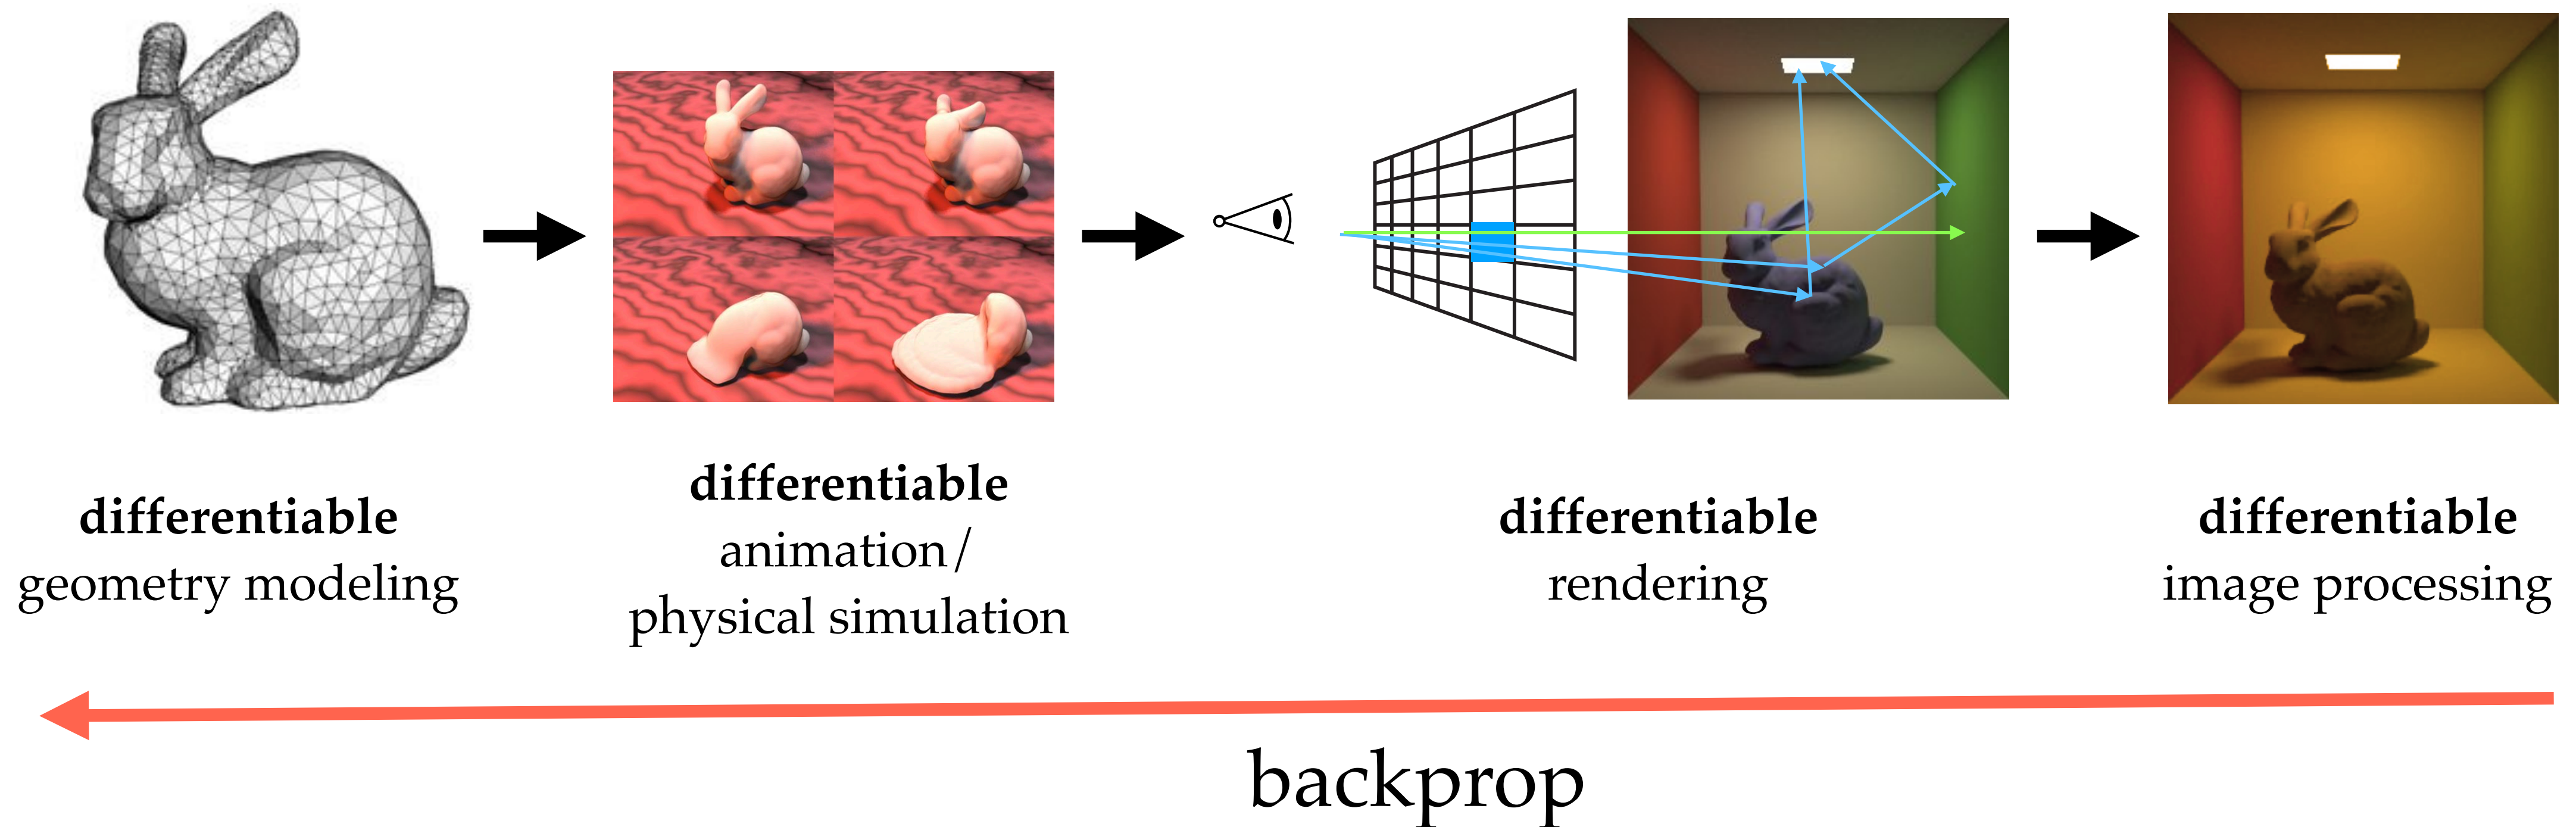 differentiable
geometry modeling
differentiable
animation/
physical simulation
differentiable
rendering
differentiable
image processing
backprop